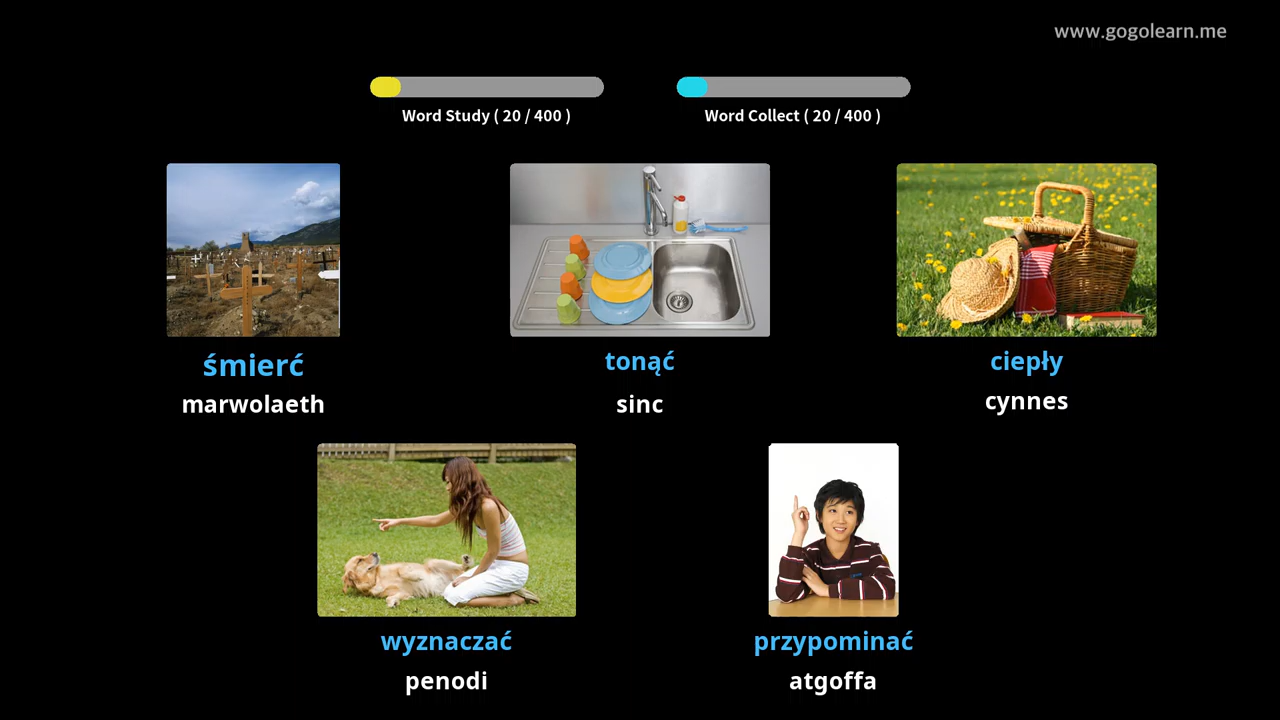 www.gogolearn.me
Word Study ( 20 / 400 )
Word Collect ( 20 / 400 )
śmierć
marwolaeth
tonąć
sinc
ciepły
cynnes
wyznaczać
penodi
przypominać
atgoffa